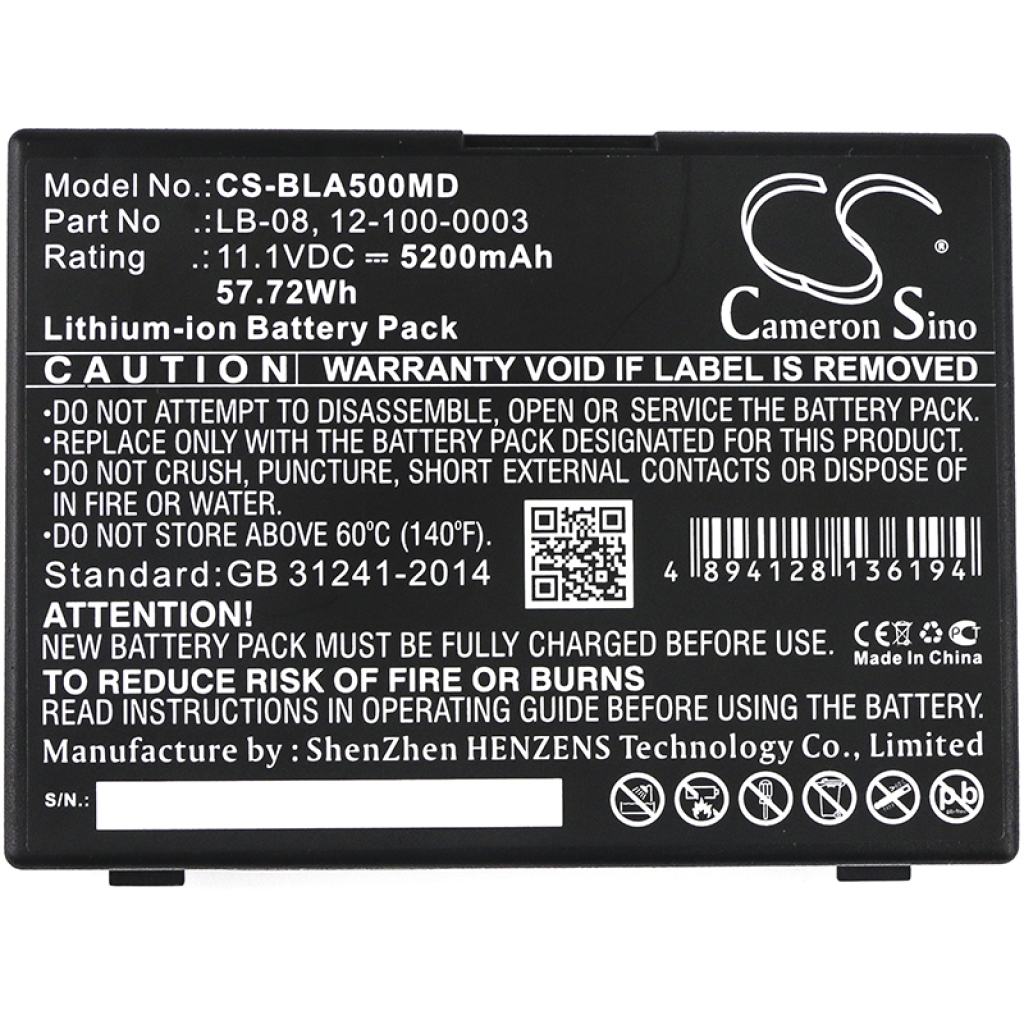 Model No.:CS-BLA500MD
Part No .:LB-08, 12-100-0003
Rating .:11.1VDC ⎓ 5200mAh
57.72Wh
Lithium-ion Battery Pack
CS ®
Cameron Sino
CAUTION| WARRANTY VOID IF LABEL IS REMOVED
•DO NOT ATTEMPT TO DISASSEMBLE, OPEN OR SERVICE THE BATTERY PACK.
•REPLACE ONLY WITH THE BATTERY PACK DESIGNATED FOR THIS PRODUCT.
•DO NOT CRUSH, PUNCTURE, SHORT EXTERNAL CONTACTS OR DISPOSE OF
IN FIRE OR WATER.
•DO NOT STORE ABOVE 60ºC (140ºF).
Standard:GB 31241-2014
4 894128 136194
ATTENTION!
NEW BATTERY PACK MUST BE FULLY CHARGED BEFORE USE.
CE PCT
Made In China
TO REDUCE RISK OF FIRE OR BURNS
READ INSTRUCTIONS IN OPERATING GUIDE BEFORE USING THE BATTERY.
Manufacture by : ShenZhen HENZENS Technology Co., Limited
S/N.:
pb